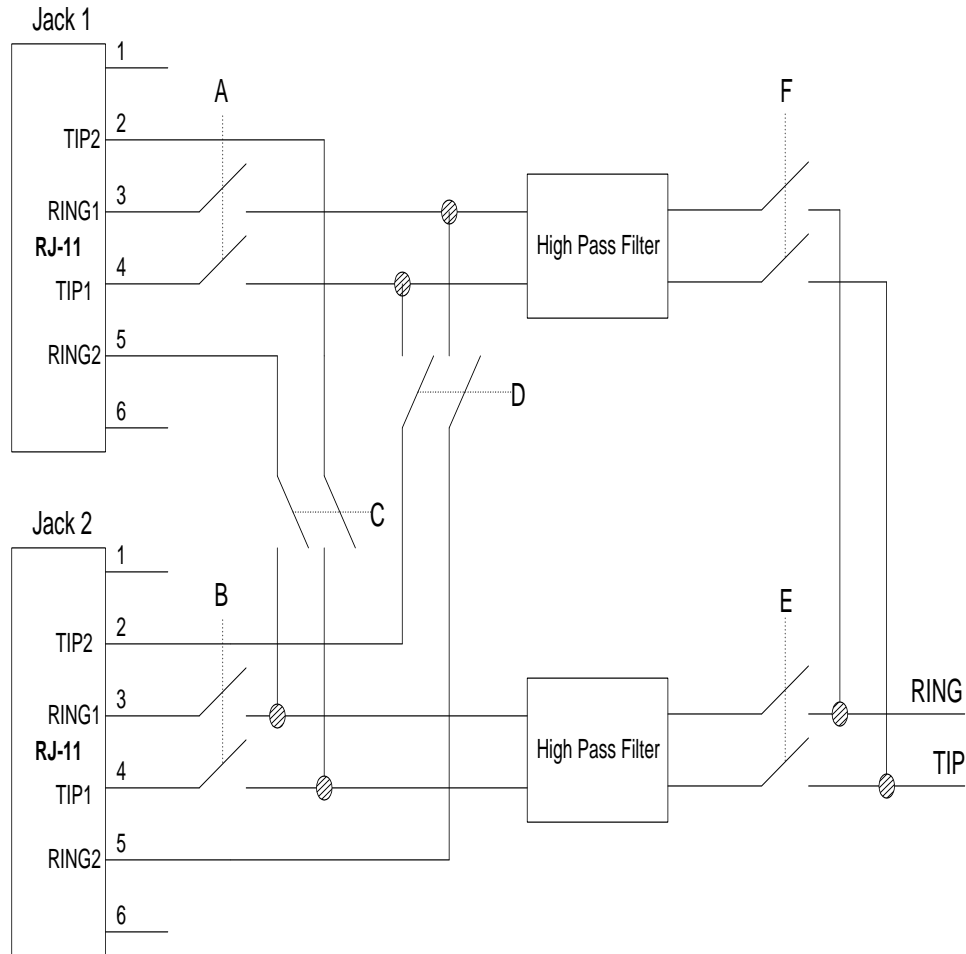 Jack 1
1
A
F
2
TIP2
3
RING1
RJ-11
High Pass Filter
4
TIP1
5
RING2
D
6
C
Jack 2
1
B
E
2
TIP2
3
RING1
RING
RJ-11
High Pass Filter
4
TIP
TIP1
5
RING2
6